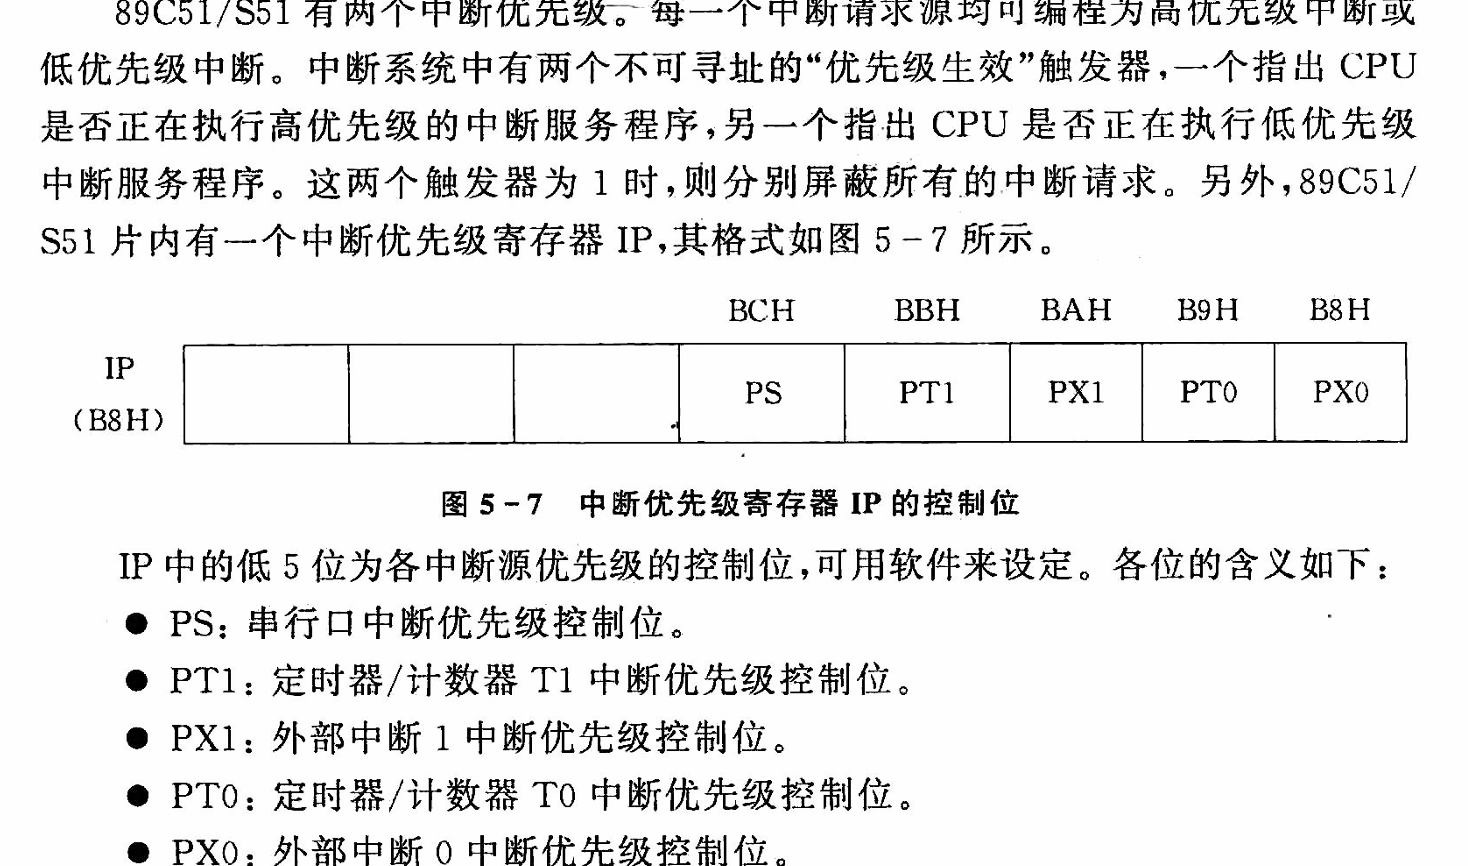 89C51/S51 有两个中断优先级。每一个中断请求源均可编程为高优先级中断或
低优先级中断。中断系统中有两个不可寻址的“优先级生效”触发器,一个指出 CPU
是否正在执行高优先级的中断服务程序,另一个指出 CPU 是否正在执行低优先级
中断服务程序。这两个触发器为 1 时,则分别屏蔽所有的中断请求。另外,89C51/
S51 片内有一个中断优先级寄存器 IP,其格式如图 5-7 所示。
BCH BBH BAH B9H B8H
IP
(B8H)
PS PT1 PX1 PT0 PX0
图 5-7 中断优先级寄存器 IP 的控制位
IP 中的低 5 位为各中断源优先级的控制位,可用软件来设定。各位的含义如下:
● PS: 串行口中断优先级控制位。
● PT1: 定时器/计数器 T1 中断优先级控制位。
● PX1: 外部中断 1 中断优先级控制位。
● PT0: 定时器/计数器 T0 中断优先级控制位。
● PX0: 外部中断 0 中断优先级控制位。